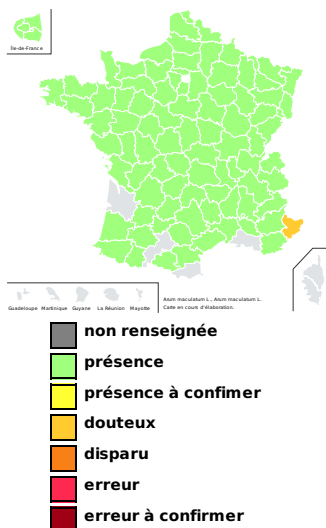 Île-de-France
Guadeloupe Martinique Guyane La Réunion Mayotte
Arum maculatum L., Arum maculatum L.
Carte en cours d'élaboration.
non renseignée
présence
présence à confimer
douteux
disparu
erreur
erreur à confirmer